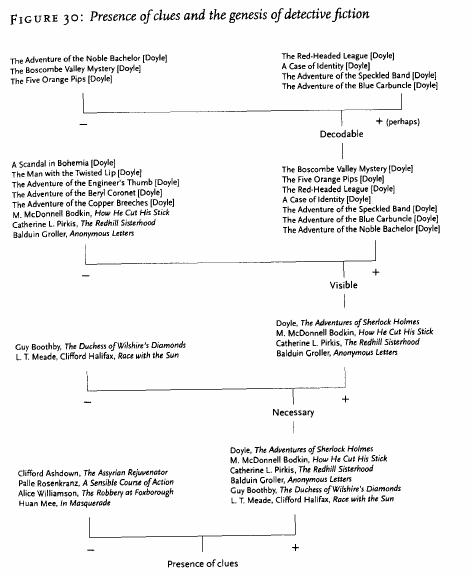 FIGURE 30: Presence of clues and the genesis of detective fiction
The Adventure of the Noble Bachelor [Doyle]
The Boscombe Valley Mystery [Doyle]
The Five Orange Pips [Doyle]
The Red-Headed League [Doyle]
A Case of Identity [Doyle]
The Adventure of the Speckled Band [Doyle]
The Adventure of the Blue Carbuncle [Doyle]
–
+ (perhaps)
Decodable
A Scandal in Bohemia [Doyle]
The Man with the Twisted Lip [Doyle]
The Adventure of the Engineer's Thumb [Doyle]
The Adventure of the Beryl Coronet [Doyle]
The Adventure of the Copper Breeches [Doyle]
M. McDonnell Bodkin, How He Cut His Stick
Catherine L. Pirkis, The Redhill Sisterhood
Balduin Groller, Anonymous Letters
The Boscombe Valley Mystery [Doyle]
The Five Orange Pips [Doyle]
The Red-Headed League [Doyle]
A Case of Identity [Doyle]
The Adventure of the Speckled Band [Doyle]
The Adventure of the Blue Carbuncle [Doyle]
The Adventure of the Noble Bachelor [Doyle]
–
+
Visible
Guy Boothby, The Duchess of Wilshire's Diamonds
L. T. Meade, Clifford Halifax, Race with the Sun
Doyle, The Adventures of Sherlock Holmes
M. McDonnell Bodkin, How He Cut His Stick
Catherine L. Pirkis, The Redhill Sisterhood
Balduin Groller, Anonymous Letters
–
+
Necessary
Clifford Ashdown, The Assyrian Rejuvenator
Palle Rosenkranz, A Sensible Course of Action
Alice Williamson, The Robbery at Foxborough
Huan Mee, In Masquerade
Doyle, The Adventures of Sherlock Holmes
M. McDonnell Bodkin, How He Cut His Stick
Catherine L. Pirkis, The Redhill Sisterhood
Balduin Groller, Anonymous Letters
Guy Boothby, The Duchess of Wilshire's Diamonds
L. T. Meade, Clifford Halifax, Race with the Sun
–
+
Presence of clues